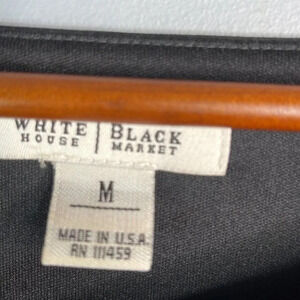 WHITE | BLACK
HOUSE | MARKET
M
MADE IN U.S.A.
RN 111459